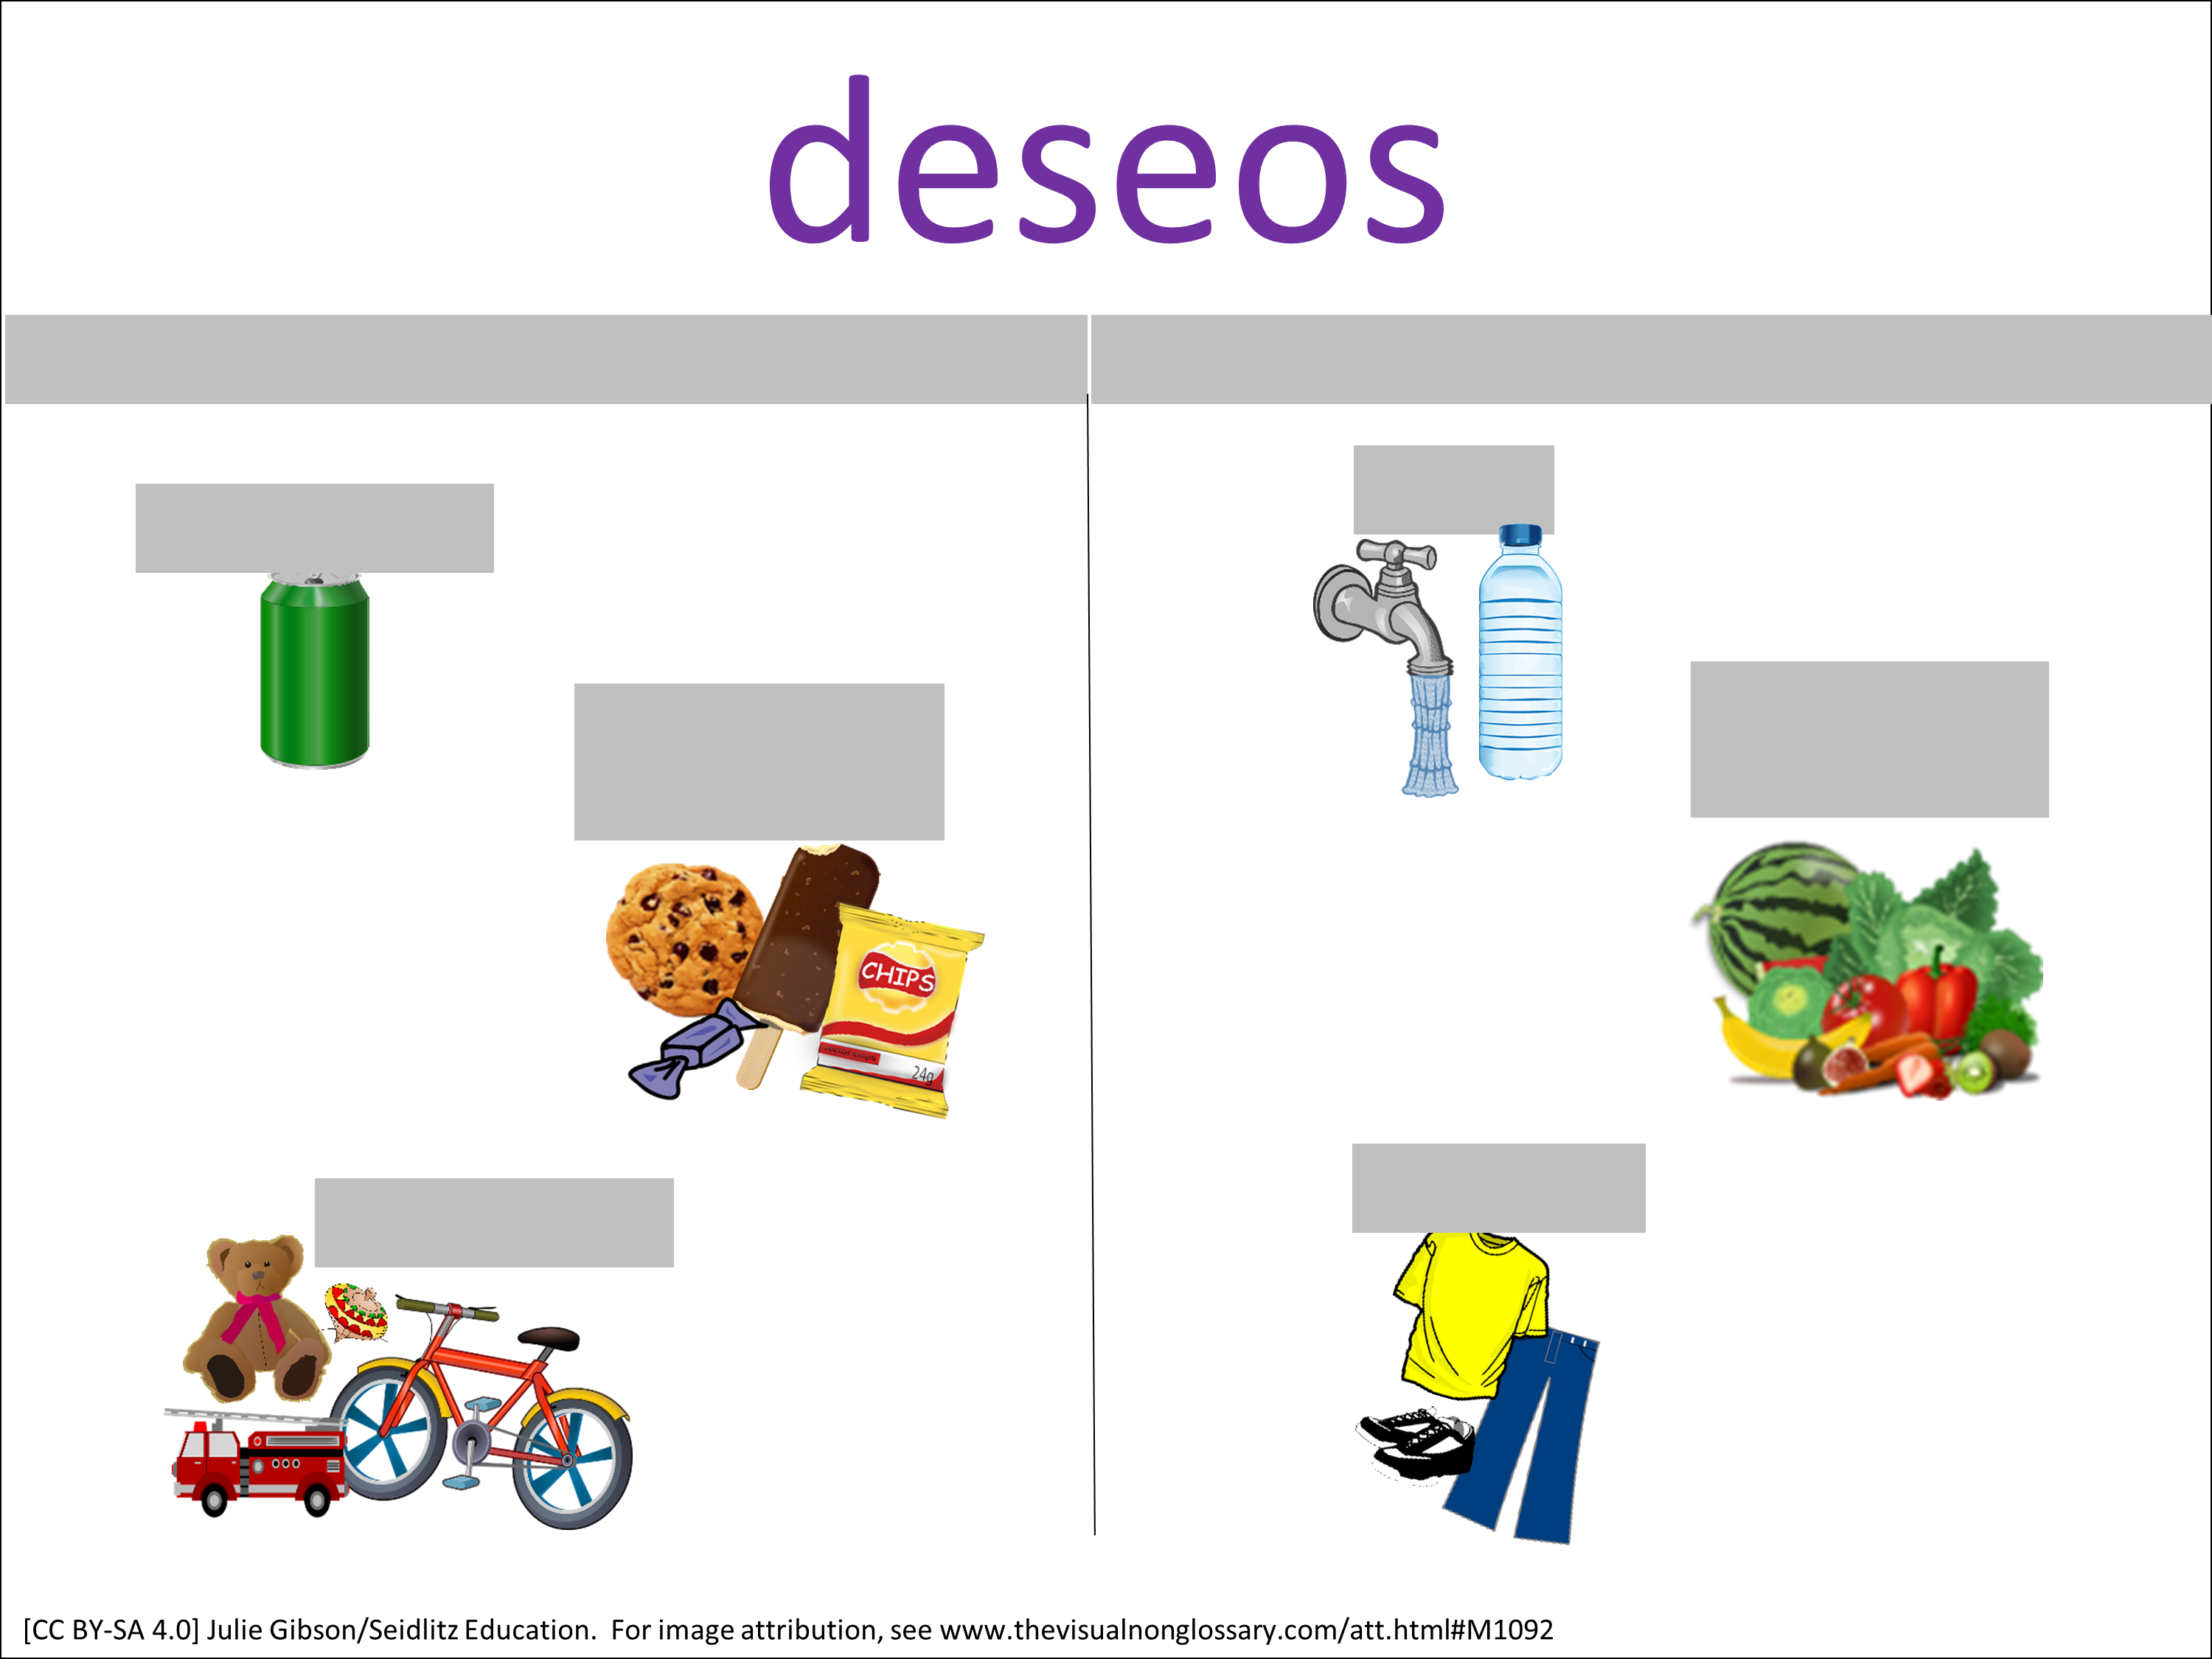 deseos
CHIPS
24g
[CC BY-SA 4.0] Julie Gibson/Seidlitz Education.  For image attribution, see www.thevisualnonglossary.com/att.html#M1092